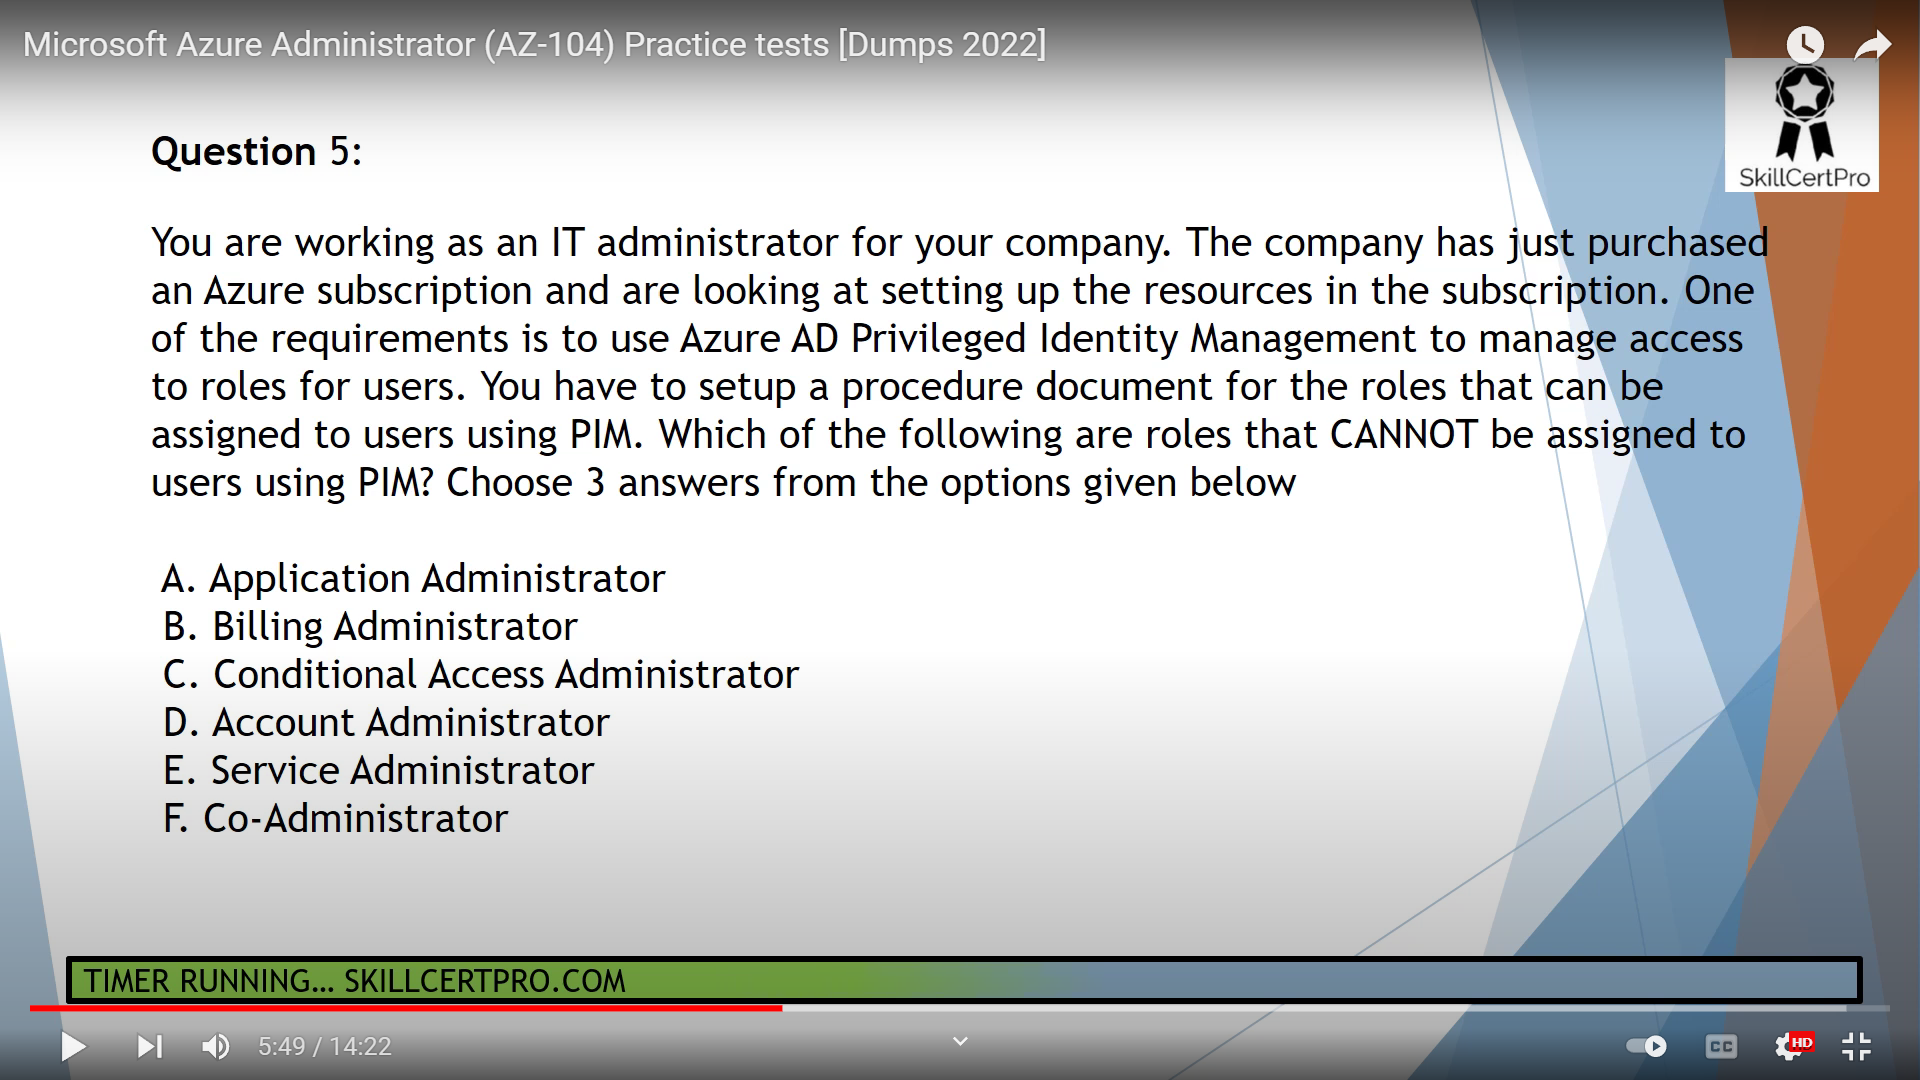 Microsoft Azure Administrator (AZ-104) Practice tests [Dumps 2022]
SkillCertPro
Question 5:
You are working as an IT administrator for your company. The company has just purchased
an Azure subscription and are looking at setting up the resources in the subscription. One
of the requirements is to use Azure AD Privileged Identity Management to manage access
to roles for users. You have to setup a procedure document for the roles that can be
assigned to users using PIM. Which of the following are roles that CANNOT be assigned to
users using PIM? Choose 3 answers from the options given below
A. Application Administrator
B. Billing Administrator
C. Conditional Access Administrator
D. Account Administrator
E. Service Administrator
F. Co-Administrator
TIMER RUNNING… SKILLCERTPRO.COM
5:49 / 14:22
CC
HD